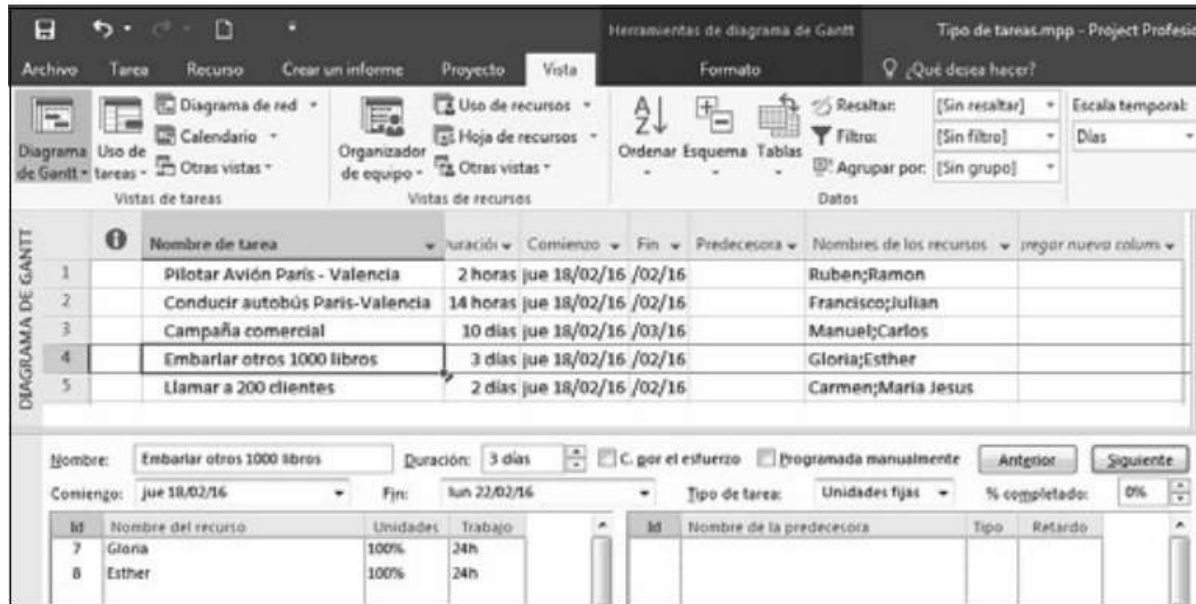 Herramientas de diagrama de Gantt Tipo de tareas.mpp - Project Profesio
Archivo Tarea Recurso Crear un informe Proyecto Vista Formato ¿Qué desea hacer?
Diagrama de Gantt
Uso de tareas
Diagrama de red
Calendario
Otras vistas
Vistas de tareas
Organizador de equipo
Uso de recursos
Hoja de recursos
Otras vistas
Vistas de recursos
Ordenar Esquema Tablas
Resaltar: [Sin resaltar]
Filtro: [Sin filtro]
Agrupar por: [Sin grupo]
Datos
Escala temporal:
Días
DIAGRAMA DE GANTT
Nombre de tarea uración Comienzo Fin Predecesora Nombres de los recursos regar nueva colum
1 Pilotar Avión París - Valencia 2 horas jue 18/02/16 /02/16 Ruben;Ramon
2 Conducir autobús Paris-Valencia 14 horas jue 18/02/16 /02/16 Francisco;Julian
3 Campaña comercial 10 días jue 18/02/16 /03/16 Manuel;Carlos
4 Embarlar otros 1000 libros 3 días jue 18/02/16 /02/16 Gloria;Esther
5 Llamar a 200 clientes 2 días jue 18/02/16 /02/16 Carmen;Maria Jesus
Nombre: Embarlar otros 1000 libros Duración: 3 días C. por el esfuerzo Programada manualmente Anterior Siguiente
Comienzo: jue 18/02/16 Fin: lun 22/02/16 Tipo de tarea: Unidades fijas % completado: 0%
Id Nombre del recurso Unidades Trabajo Id Nombre de la predecesora Tipo Retardo
7 Gloria 100% 24h
8 Esther 100% 24h